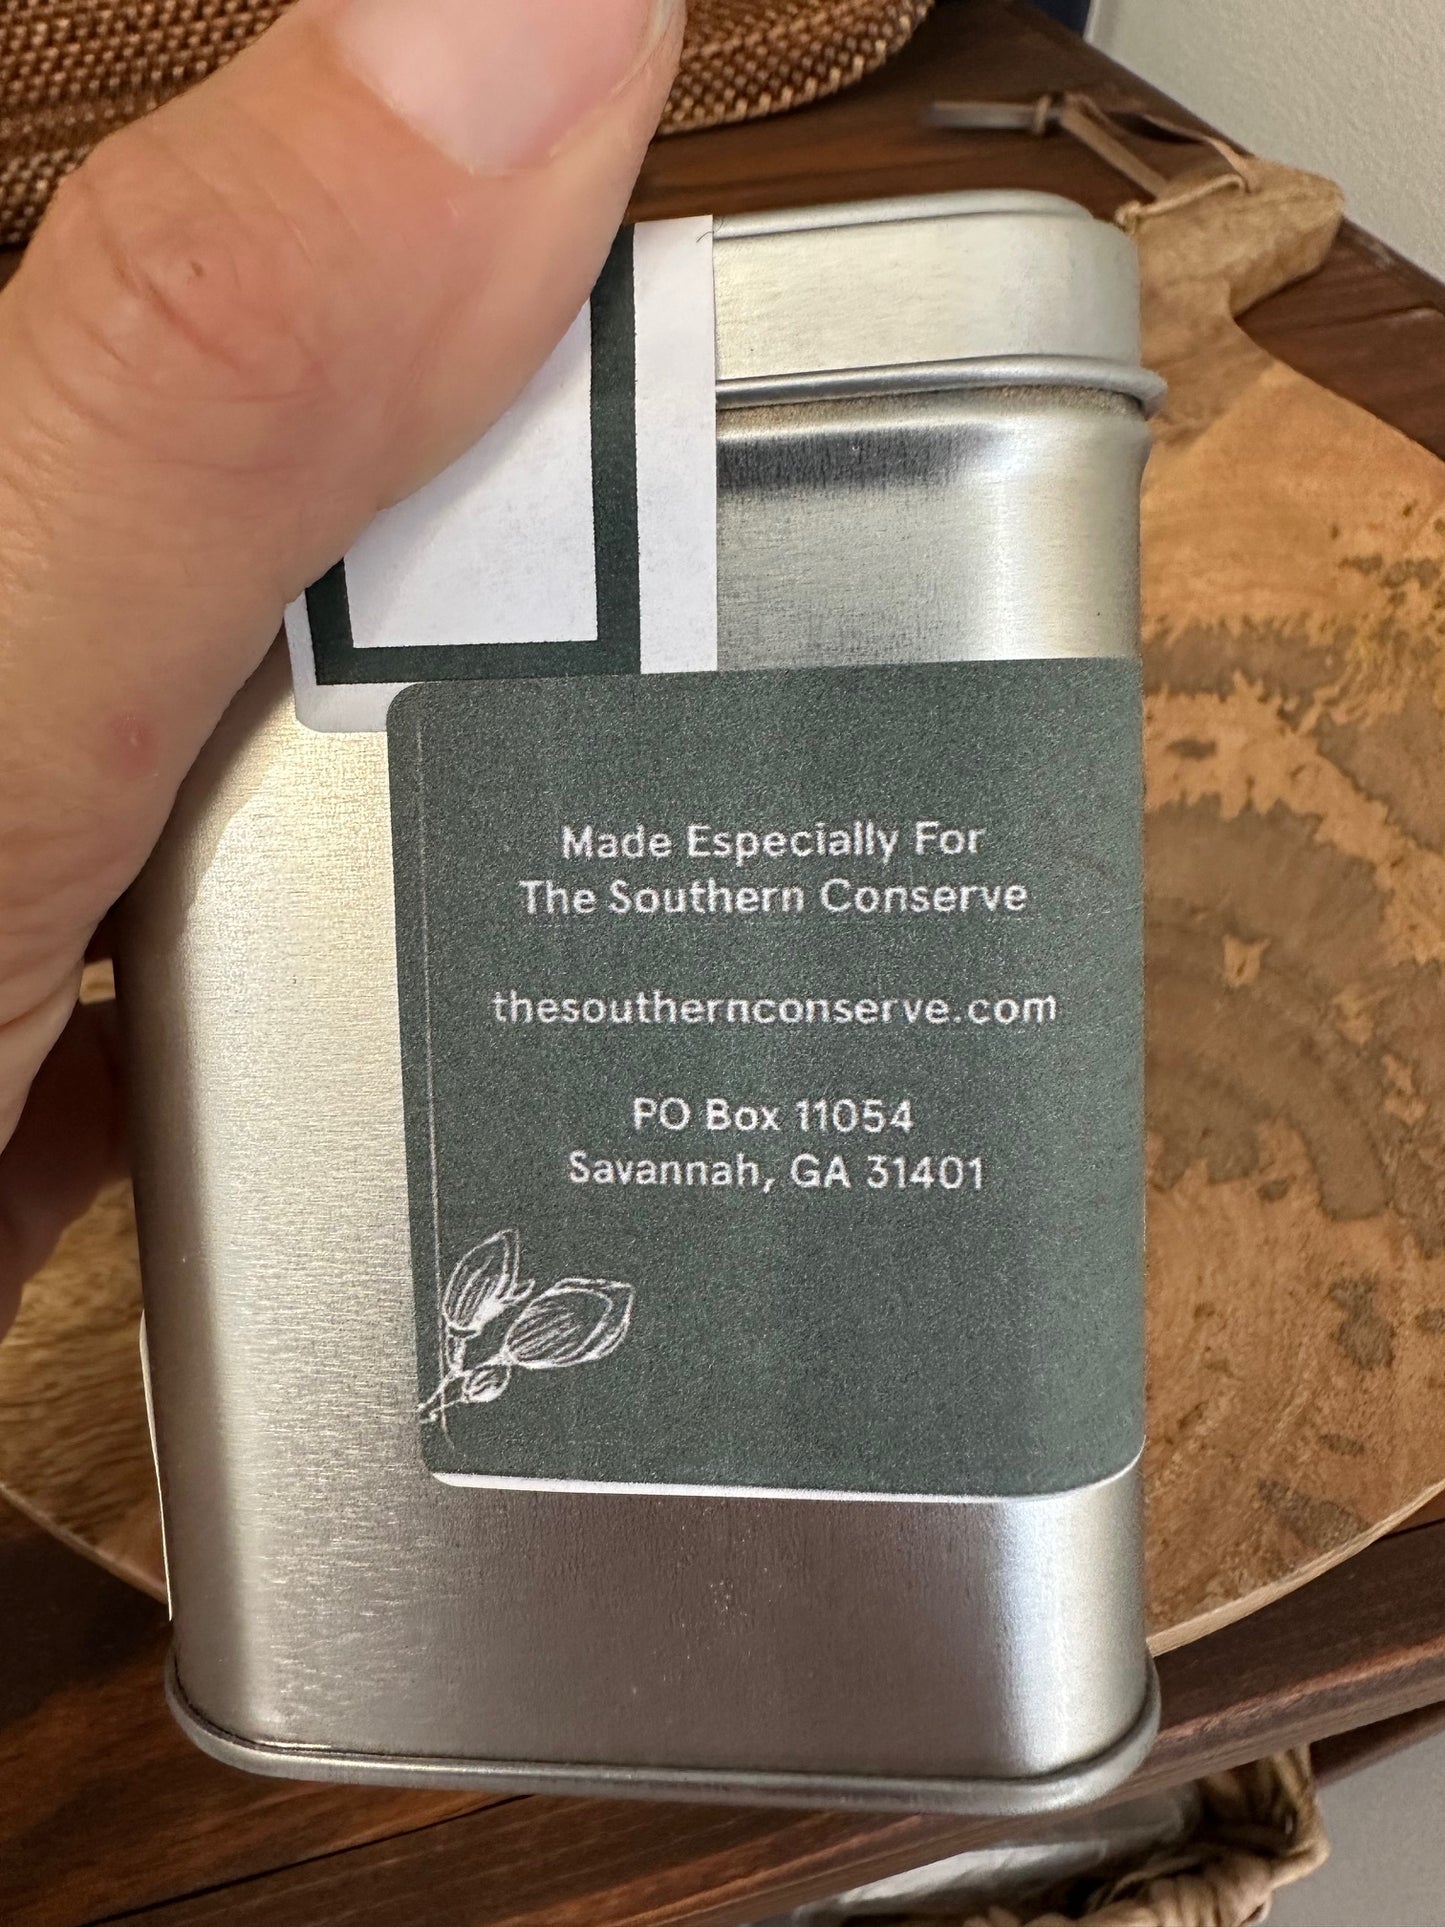 Made Especially For
The Southern Conserve
thesouthernconserve.com
PO Box 11054
Savannah, GA 31401